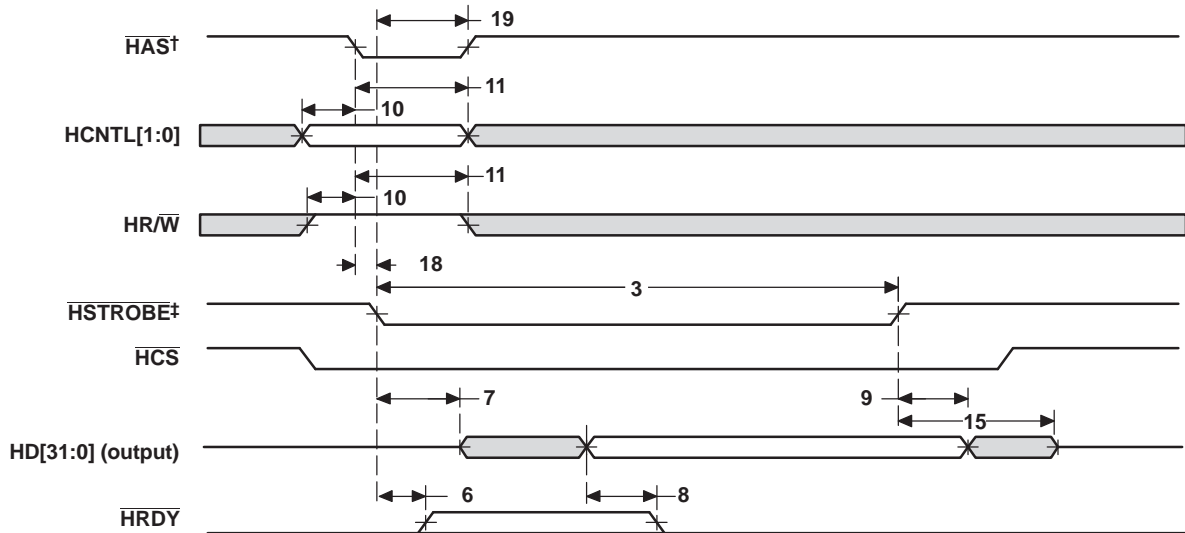 19
HAS†
11
10
HCNTL[1:0]
11
10
HR/W
18
3
HSTROBE‡
HCS
7
9
15
HD[31:0] (output)
6
8
HRDY